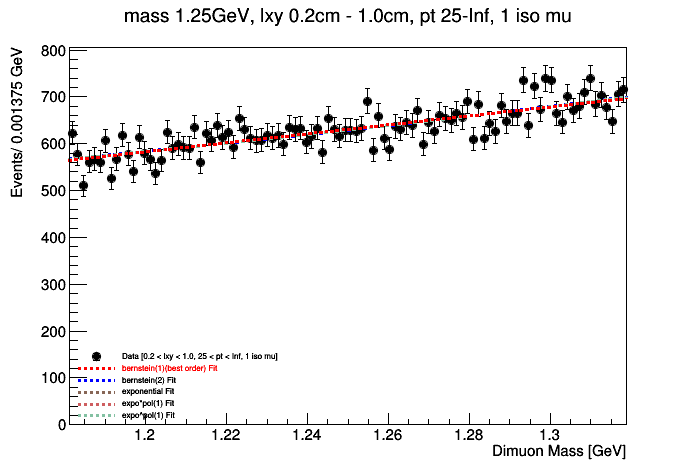 mass 1.25GeV, lxy 0.2cm - 1.0cm, pt 25-Inf, 1 iso mu
Events/ 0.001375 GeV
800
700
600
500
400
300
200
100
0
Data [0.2 < lxy < 1.0, 25 < pt < Inf, 1 iso mu]
bernstein(1)(best order) Fit
bernstein(2) Fit
exponential Fit
expo*pol(1) Fit
expo*pol(1) Fit
1.2 1.22 1.24 1.26 1.28 1.3
Dimuon Mass [GeV]